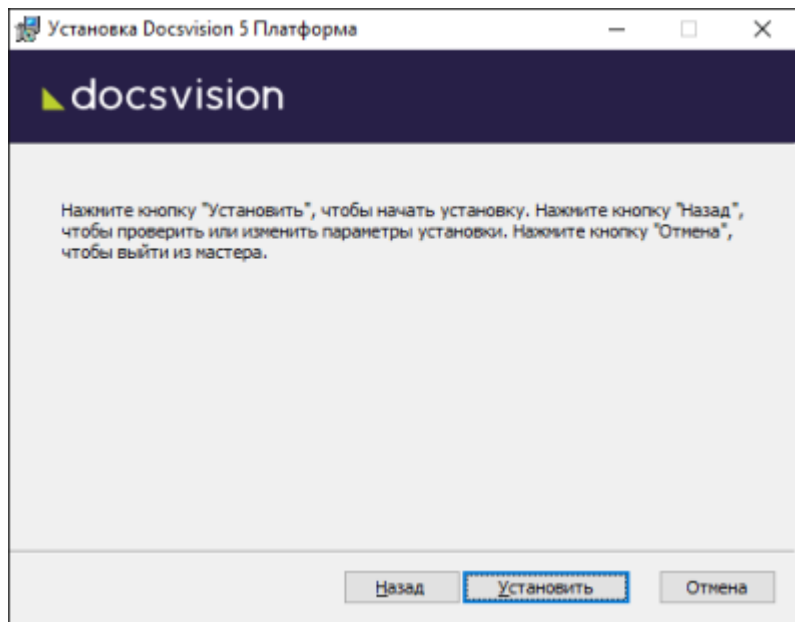 Установка Docsvision 5 Платформа
docsvision
Нажмите кнопку "Установить", чтобы начать установку. Нажмите кнопку "Назад",
чтобы проверить или изменить параметры установки. Нажмите кнопку "Отмена",
чтобы выйти из мастера.
Назад Установить Отмена